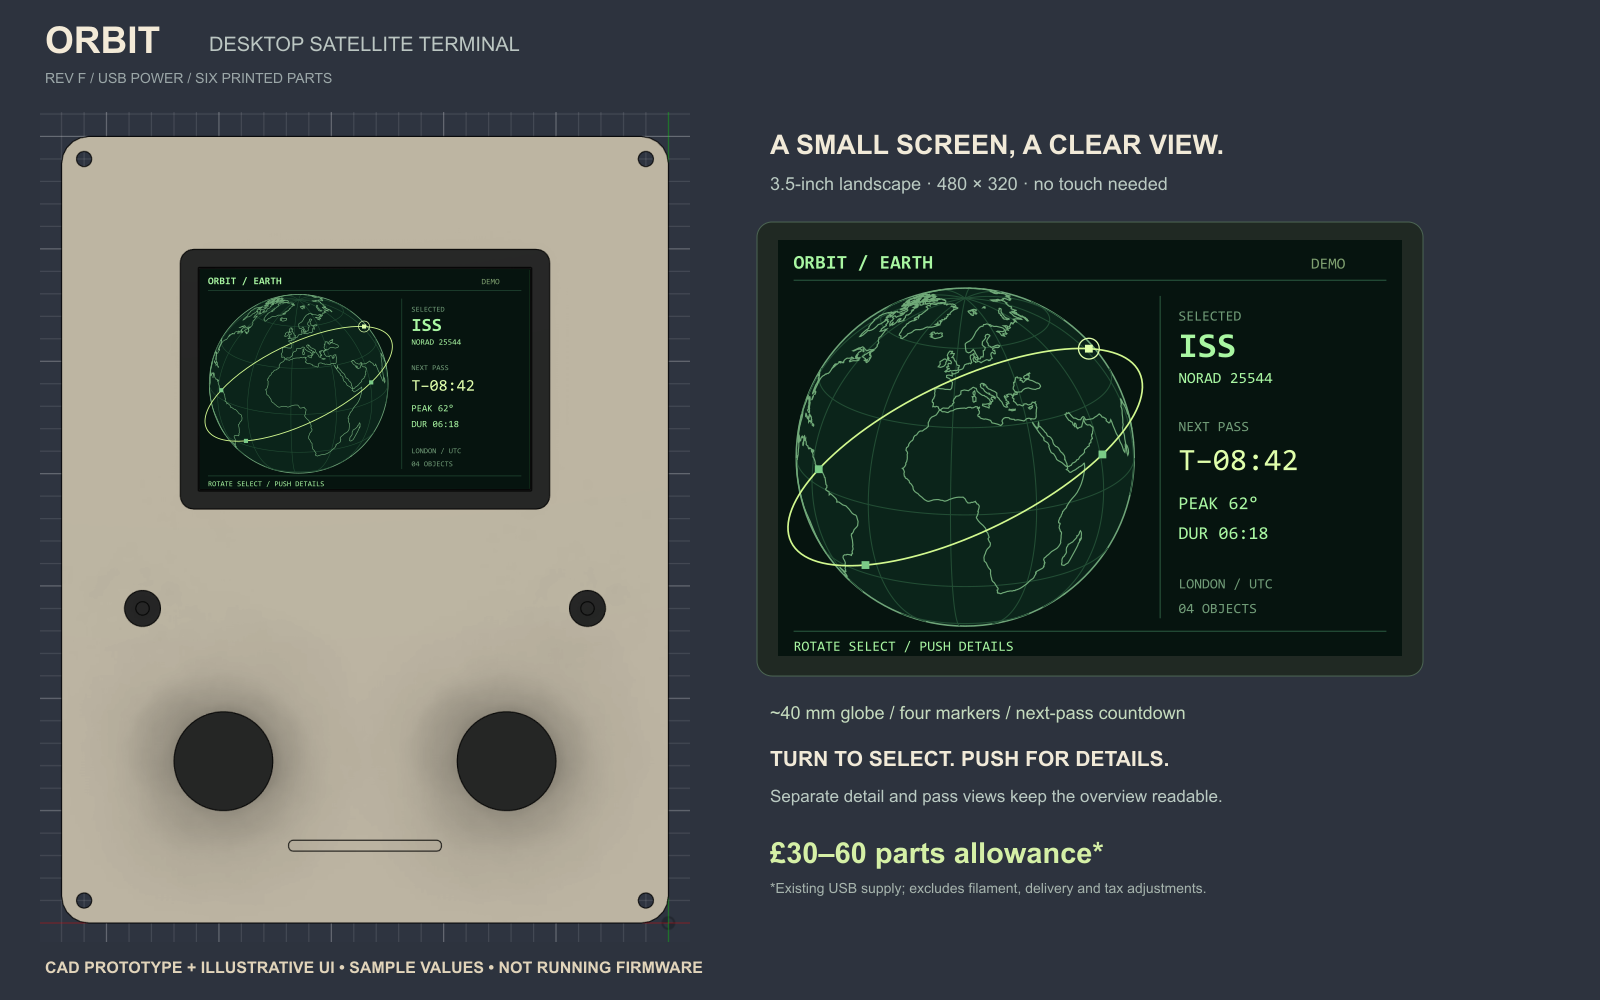 ORBIT DESKTOP SATELLITE TERMINAL
REV F / USB POWER / SIX PRINTED PARTS
ORBIT / EARTH DEMO
SELECTED
ISS
NORAD 25544
NEXT PASS
T-08:42
PEAK 62°
DUR 06:18
LONDON / UTC
04 OBJECTS
ROTATE SELECT / PUSH DETAILS
A SMALL SCREEN, A CLEAR VIEW.
3.5-inch landscape · 480 × 320 · no touch needed
ORBIT / EARTH DEMO
SELECTED
ISS
NORAD 25544
NEXT PASS
T-08:42
PEAK 62°
DUR 06:18
LONDON / UTC
04 OBJECTS
ROTATE SELECT / PUSH DETAILS
~40 mm globe / four markers / next-pass countdown
TURN TO SELECT. PUSH FOR DETAILS.
Separate detail and pass views keep the overview readable.
£30–60 parts allowance*
*Existing USB supply; excludes filament, delivery and tax adjustments.
CAD PROTOTYPE + ILLUSTRATIVE UI • SAMPLE VALUES • NOT RUNNING FIRMWARE